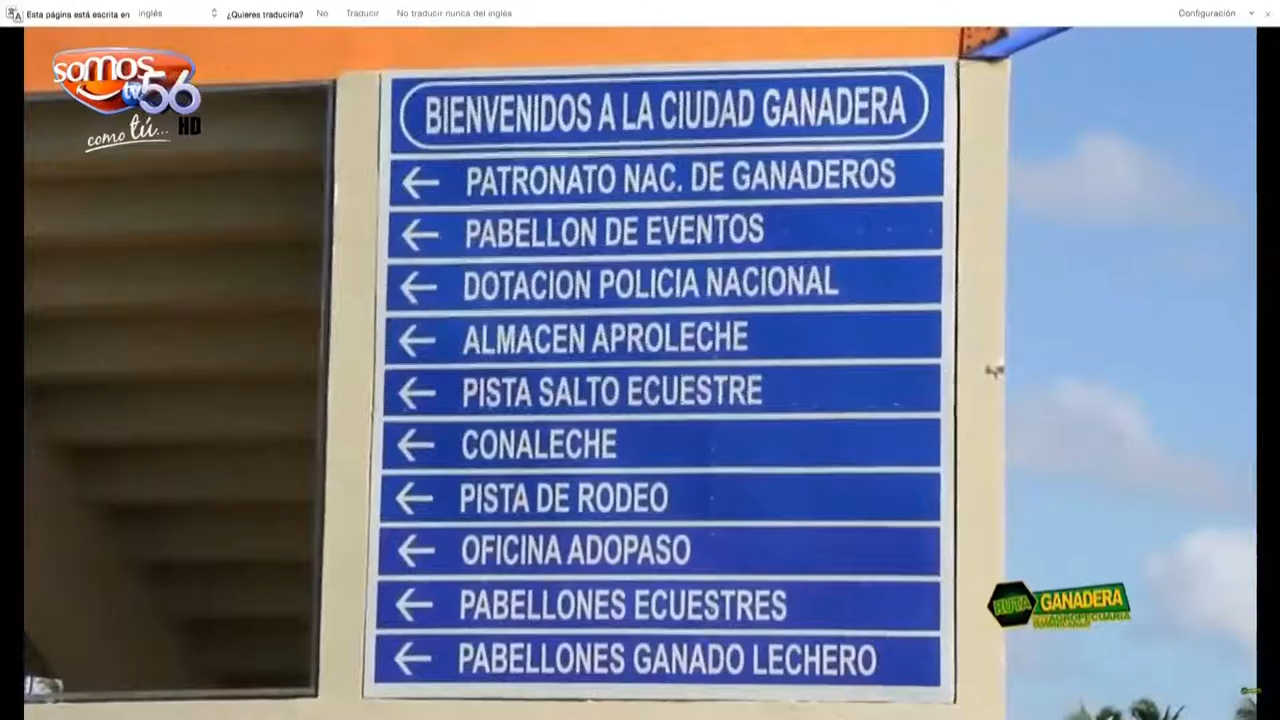 Esta página está escrita en inglés ¿Quieres traducirla? No Traducir No traducir nunca del inglés Configuración
somos
tv 56
como tú... HD
BIENVENIDOS A LA CIUDAD GANADERA
← PATRONATO NAC. DE GANADEROS
← PABELLON DE EVENTOS
← DOTACION POLICIA NACIONAL
← ALMACEN APROLECHE
← PISTA SALTO ECUESTRE
← CONALECHE
← PISTA DE RODEO
← OFICINA ADOPASO
← PABELLONES ECUESTRES
← PABELLONES GANADO LECHERO
RUTA GANADERA